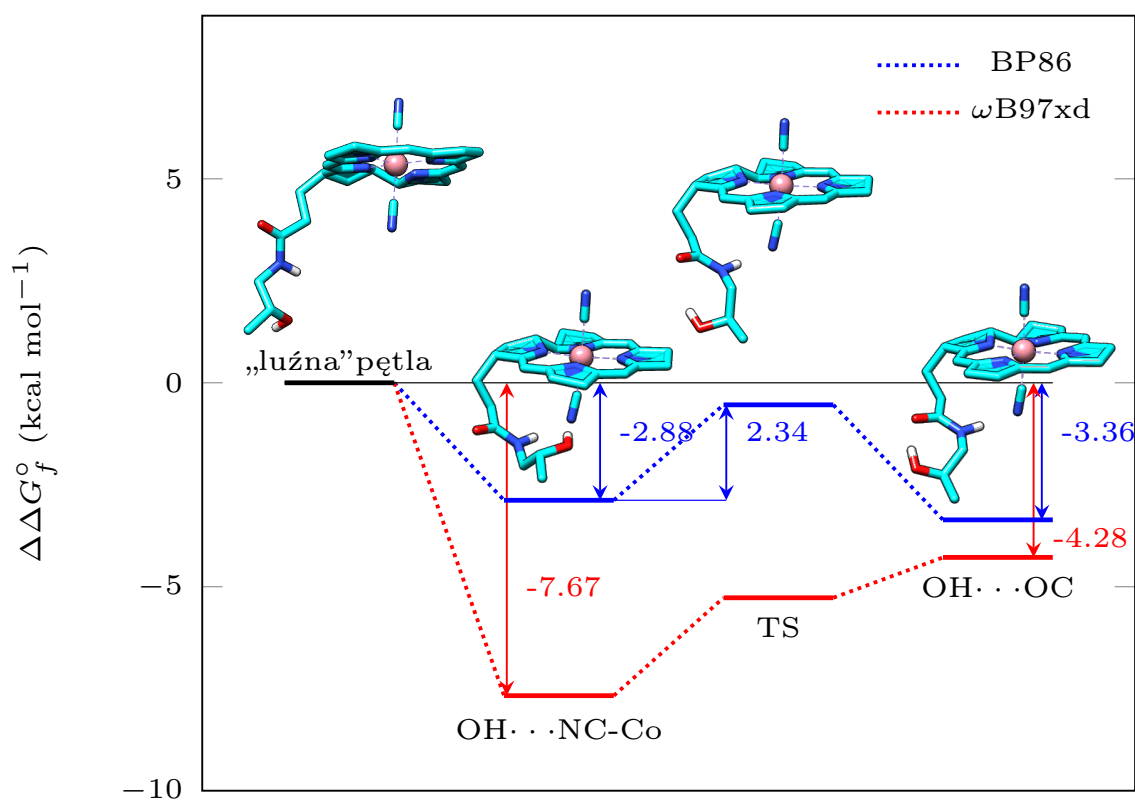 BP86
ωB97xd
5
„luźna”pętla
0
-2.88
2.34
-3.36
-4.28
ΔΔG°f (kcal mol−1)
−5
-7.67
OH···OC
TS
OH···NC-Co
−10